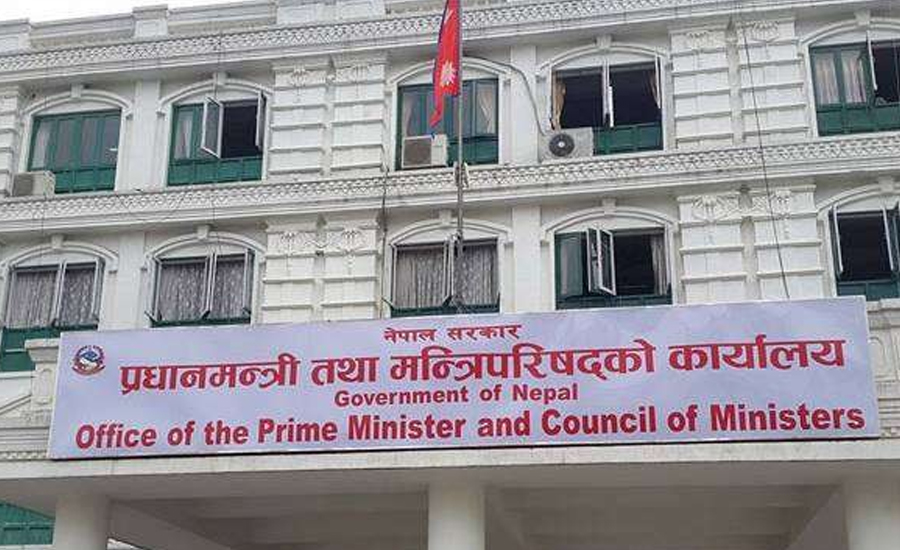 नेपाल सरकार
प्रधानमन्त्री तथा मन्त्रिपरिषद्को कार्यालय
Government of Nepal
Office of the Prime Minister and Council of Ministers